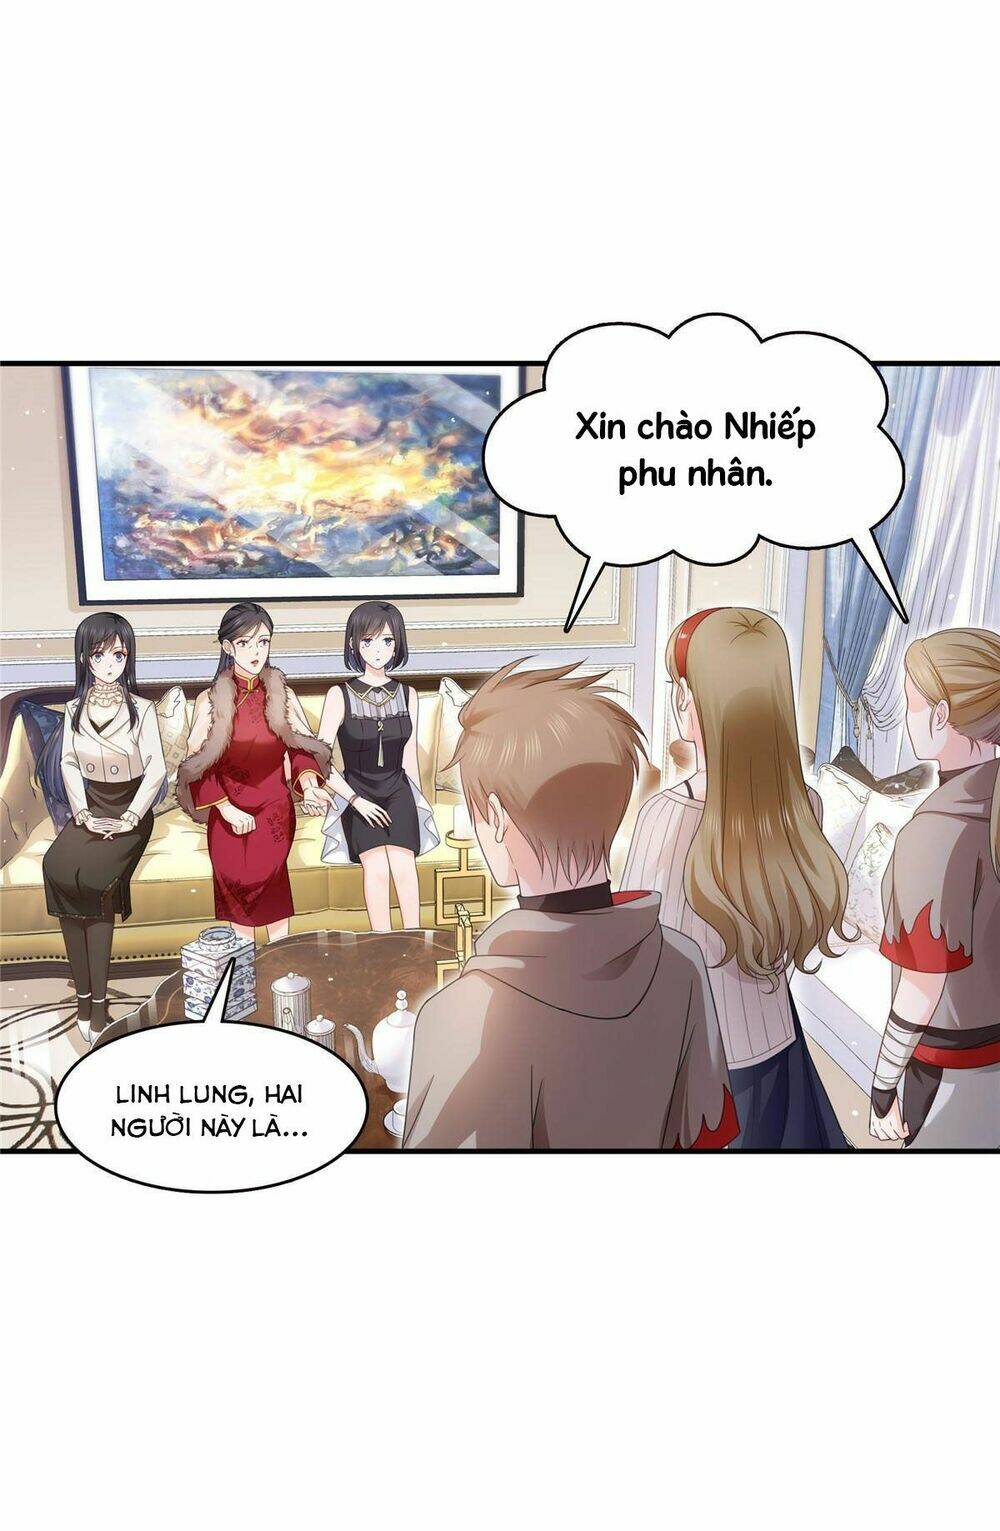 Xin chào Nhiếp
phu nhân.
LINH LUNG, HAI
NGƯỜI NÀY LÀ...